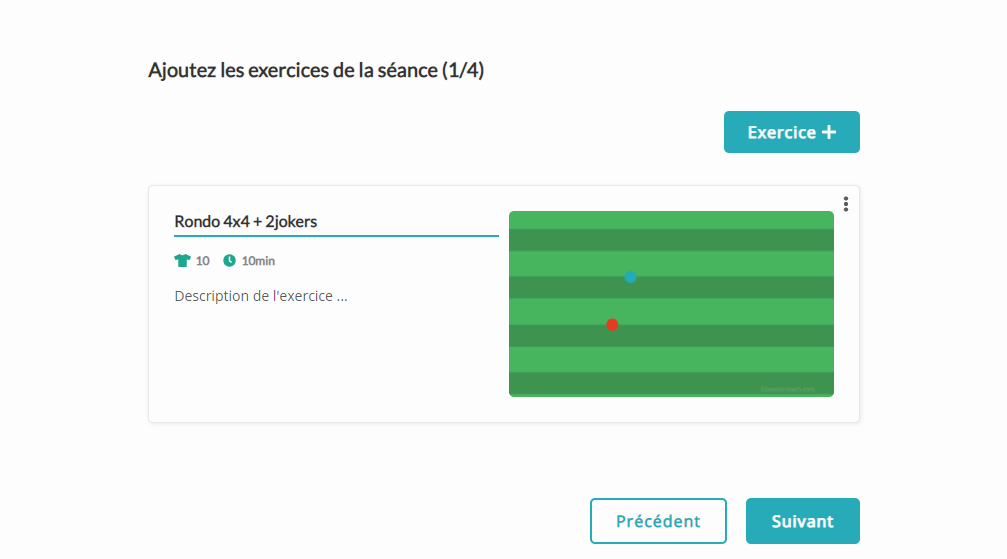 Ajoutez les exercices de la séance (1/4)
Exercice +
Rondo 4x4 + 2jokers
10 10min
Description de l'exercice ...
Précédent Suivant